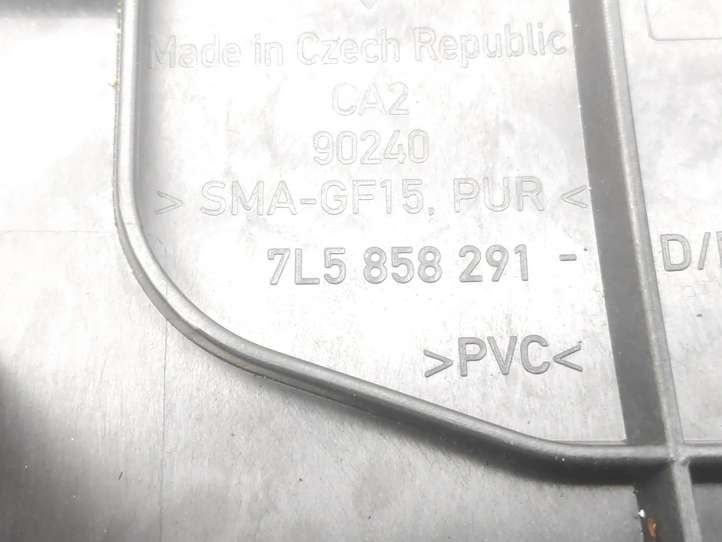 Made in Czech Republic
CA2
90240
> SMA-GF15, PUR <
7L5 858 291 -
D/
>PVC<